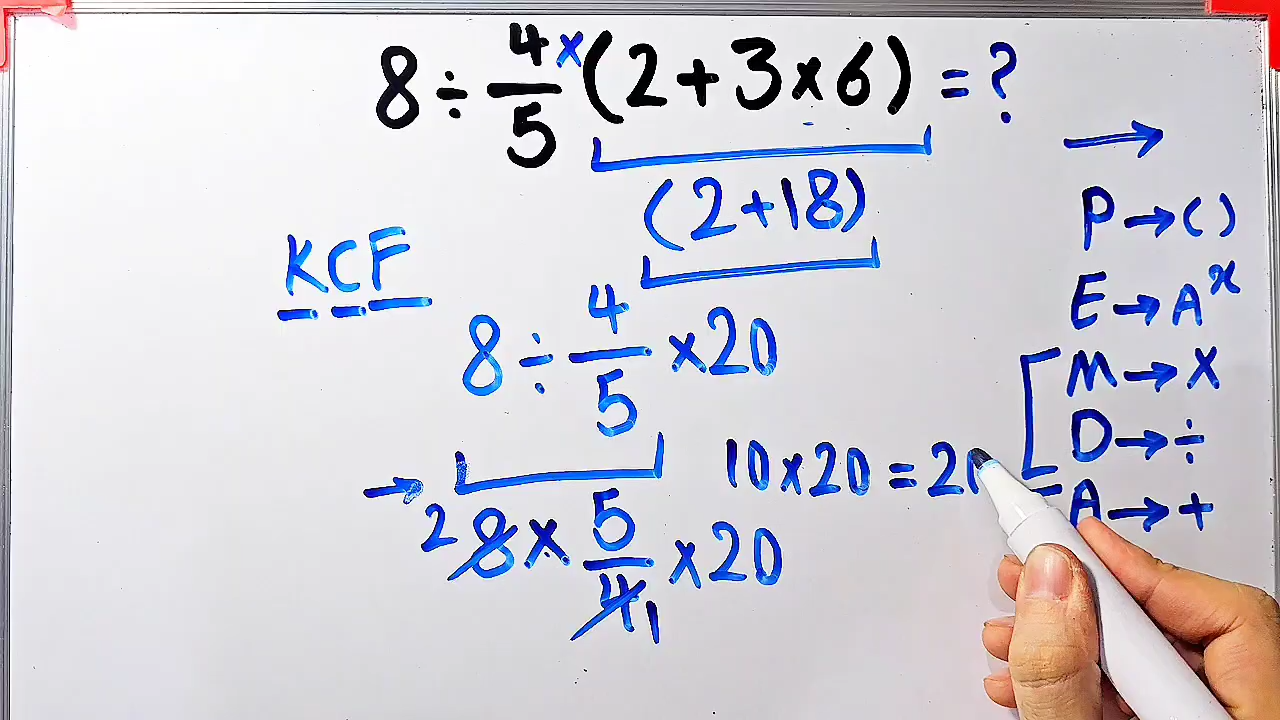 8 ÷ 4/5 × (2 + 3 × 6) = ?
(2 + 18)
KCF
8 ÷ 4/5 × 20
2 8 × 5/4 1 × 20
10 × 20 = 20
P → ( )
E → A^x
M → X
D → ÷
A → +